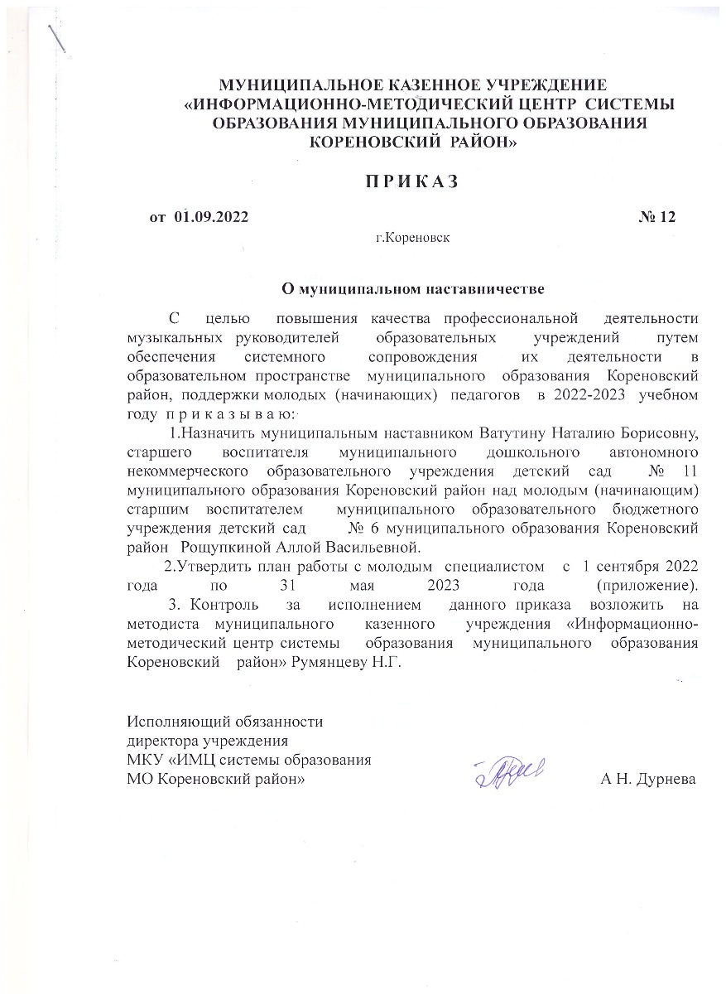 МУНИЦИПАЛЬНОЕ КАЗЕННОЕ УЧРЕЖДЕНИЕ
«ИНФОРМАЦИОННО-МЕТОДИЧЕСКИЙ ЦЕНТР СИСТЕМЫ
ОБРАЗОВАНИЯ МУНИЦИПАЛЬНОГО ОБРАЗОВАНИЯ
КОРЕНОВСКИЙ РАЙОН»
П Р И К А З
от 01.09.2022 № 12
г.Кореновск
О муниципальном наставничестве
С целью повышения качества профессиональной деятельности
музыкальных руководителей образовательных учреждений путем
обеспечения системного сопровождения их деятельности в
образовательном пространстве муниципального образования Кореновский
район, поддержки молодых (начинающих) педагогов в 2022-2023 учебном
году п р и к а з ы в а ю:
1.Назначить муниципальным наставником Ватутину Наталию Борисовну,
старшего воспитателя муниципального дошкольного автономного
некоммерческого образовательного учреждения детский сад № 11
муниципального образования Кореновский район над молодым (начинающим)
старшим воспитателем муниципального образовательного бюджетного
учреждения детский сад № 6 муниципального образования Кореновский
район Рощупкиной Аллой Васильевной.
2.Утвердить план работы с молодым специалистом с 1 сентября 2022
года по 31 мая 2023 года (приложение).
3. Контроль за исполнением данного приказа возложить на
методиста муниципального казенного учреждения «Информационно-
методический центр системы образования муниципального образования
Кореновский район» Румянцеву Н.Г.
Исполняющий обязанности
директора учреждения
МКУ «ИМЦ системы образования
МО Кореновский район» А Н. Дурнева